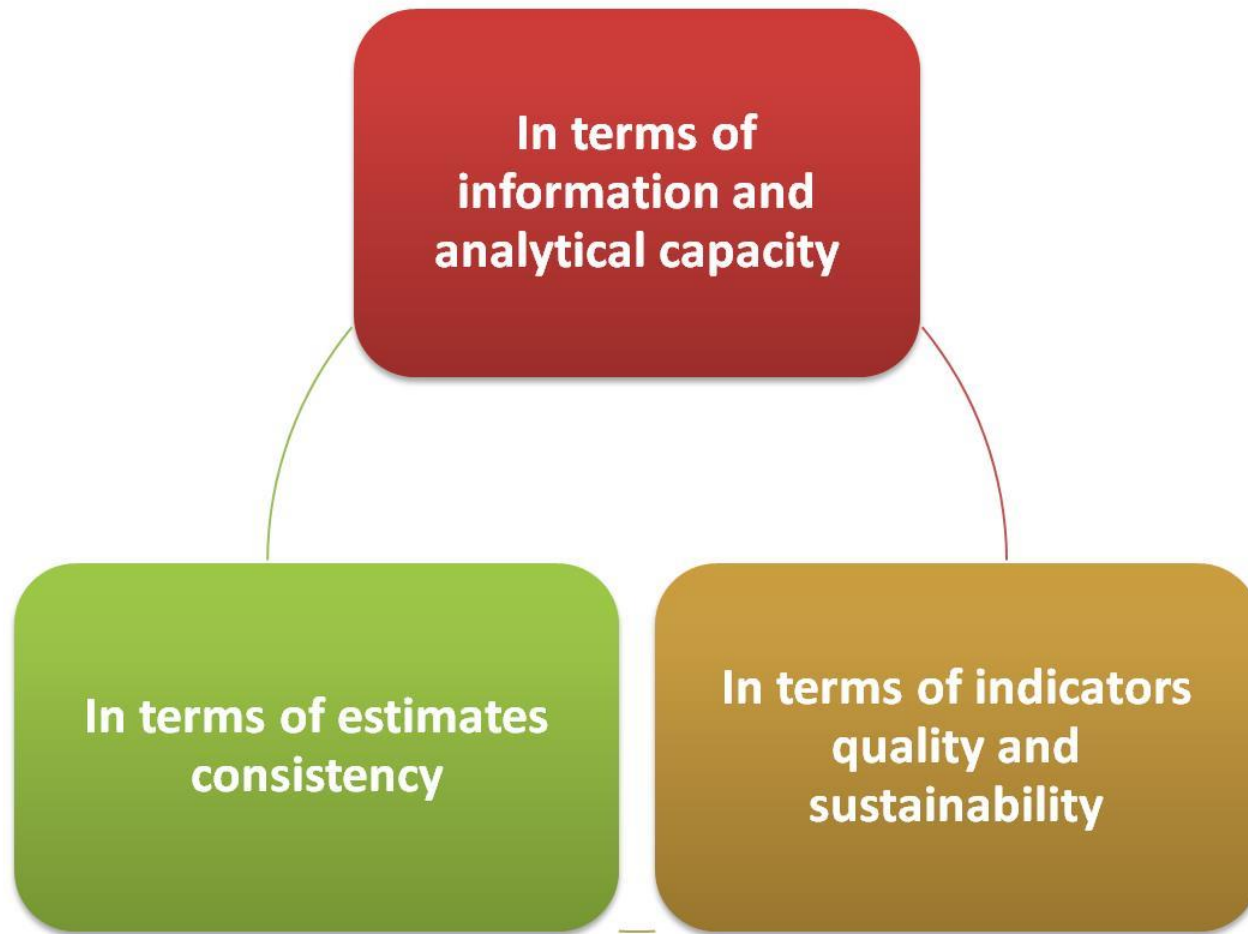 In terms of
information and
analytical capacity
In terms of estimates
consistency
In terms of indicators
quality and
sustainability